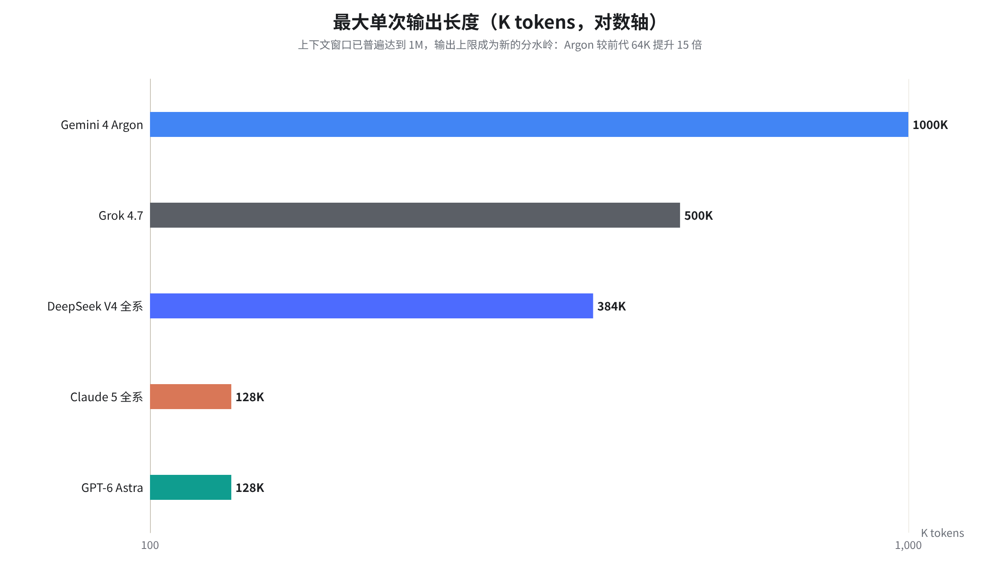 最大单次输出长度（K tokens，对数轴）
上下文窗口已普遍达到 1M，输出上限成为新的分水岭：Argon 较前代 64K 提升 15 倍
Gemini 4 Argon
1000K
Grok 4.7
500K
DeepSeek V4 全系
384K
Claude 5 全系
128K
GPT-6 Astra
128K
K tokens
100
1,000